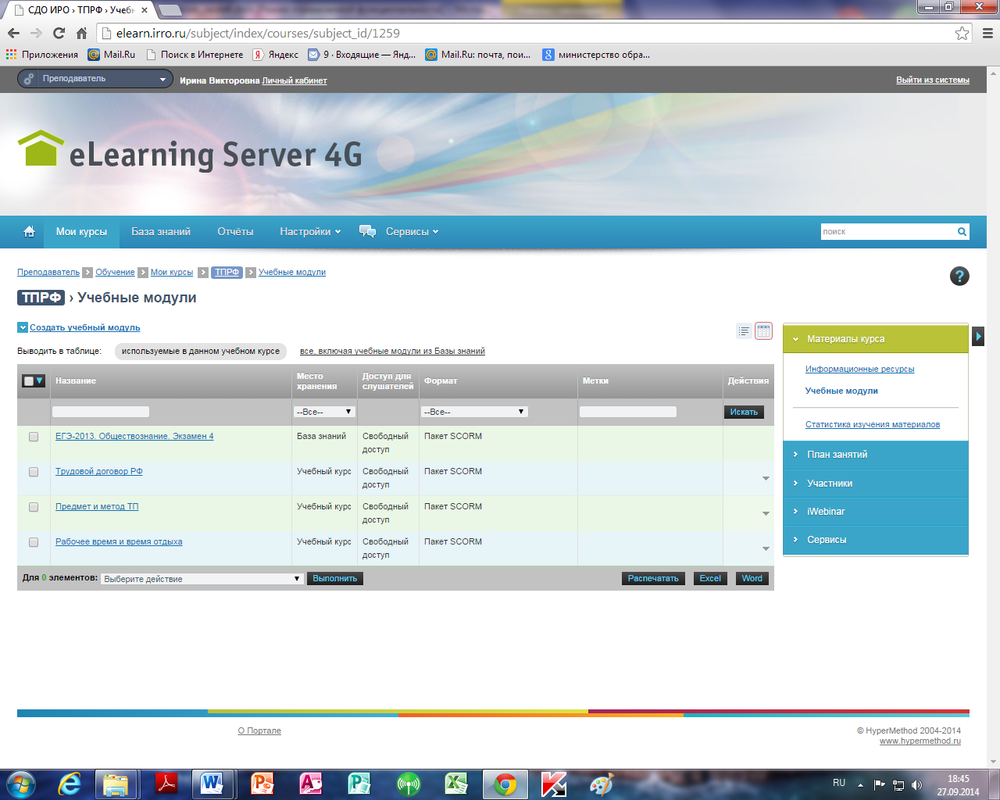 СДО ИРО › ТПРФ › Учебн
elearn.irro.ru/subject/index/courses/subject_id/1259
Приложения Mail.Ru Поиск в Интернете Яндекс 9 · Входящие — Янд... Mail.Ru: почта, пои... министерство обра...
Преподаватель Ирина Викторовна Личный кабинет Выйти из системы
eLearning Server 4G
Мои курсы База знаний Отчёты Настройки Сервисы поиск
Преподаватель Обучение Мои курсы ТПРФ Учебные модули
ТПРФ › Учебные модули
Создать учебный модуль
Выводить в таблице: используемые в данном учебном курсе все, включая учебные модули из Базы знаний
Название Место хранения Доступ для слушателей Формат Метки Действия
--Все-- --Все-- Искать
ЕГЭ-2013. Обществознание. Экзамен 4 База знаний Свободный доступ Пакет SCORM
Трудовой договор РФ Учебный курс Свободный доступ Пакет SCORM
Предмет и метод ТП Учебный курс Свободный доступ Пакет SCORM
Рабочее время и время отдыха Учебный курс Свободный доступ Пакет SCORM
Для 0 элементов: Выберите действие Выполнить Распечатать Excel Word
Материалы курса
Информационные ресурсы
Учебные модули
Статистика изучения материалов
План занятий
Участники
iWebinar
Сервисы
О Портале
© HyperMethod 2004-2014
www.hypermethod.ru
RU 18:45
27.09.2014